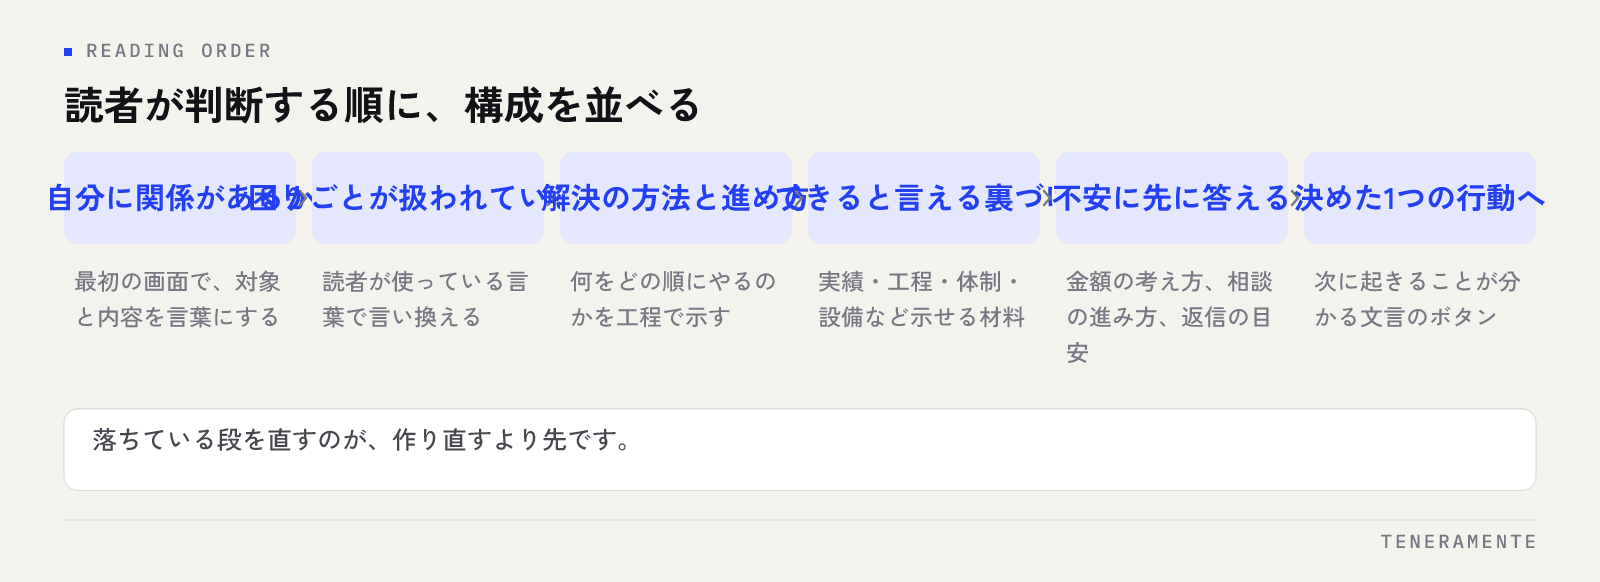 READING ORDER
読者が判断する順に、構成を並べる
自分に関係があるか
困りごとが扱われているか
解決の方法と進め方
できると言える裏づけ
不安に先に答える
決めた1つの行動へ
最初の画面で、対象
と内容を言葉にする
読者が使っている言
葉で言い換える
何をどの順にやるの
かを工程で示す
実績・工程・体制・
設備など示せる材料
金額の考え方、相談
の進み方、返信の目
安
次に起きることが分
かる文言のボタン
落ちている段を直すのが、作り直すより先です。
TENERAMENTE